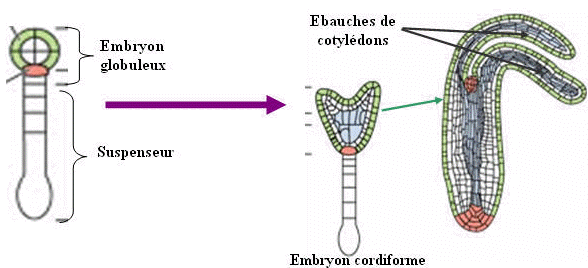 Embryon
globuleux
Suspenseur
Ebauches de
cotylédons
Embryon cordiforme